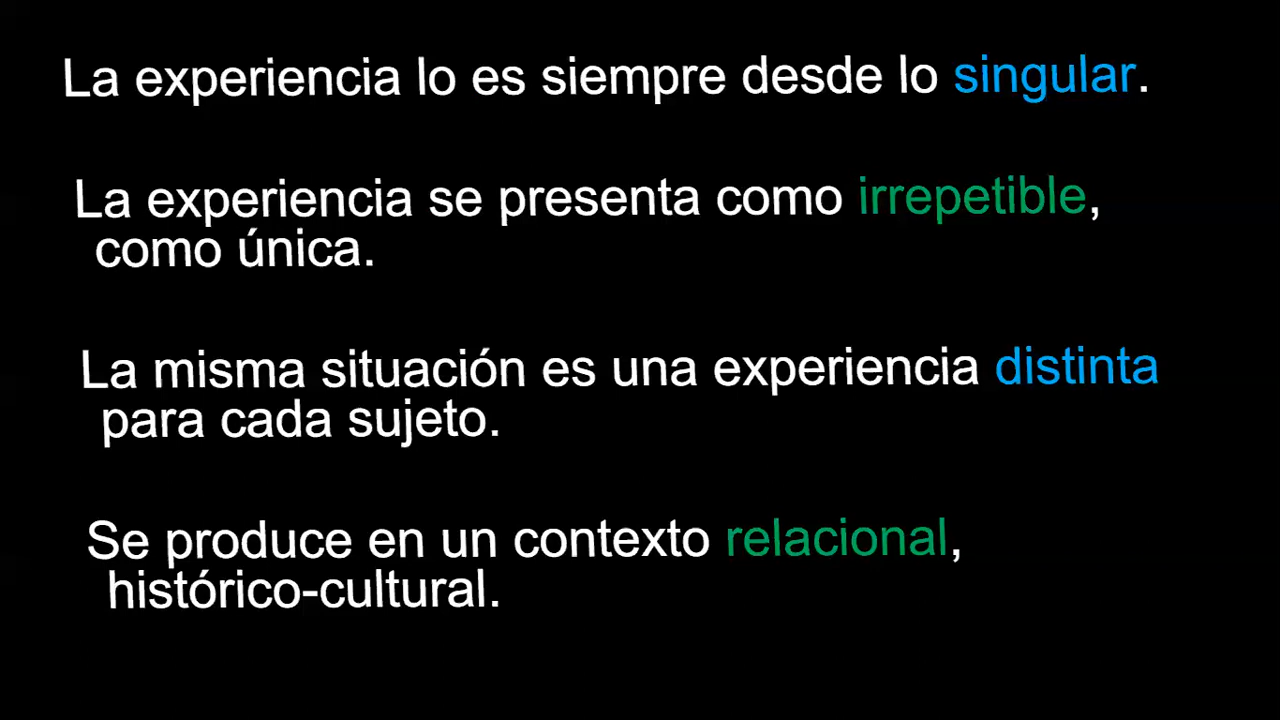 La experiencia lo es siempre desde lo singular.
La experiencia se presenta como irrepetible,
como única.
La misma situación es una experiencia distinta
para cada sujeto.
Se produce en un contexto relacional,
histórico-cultural.